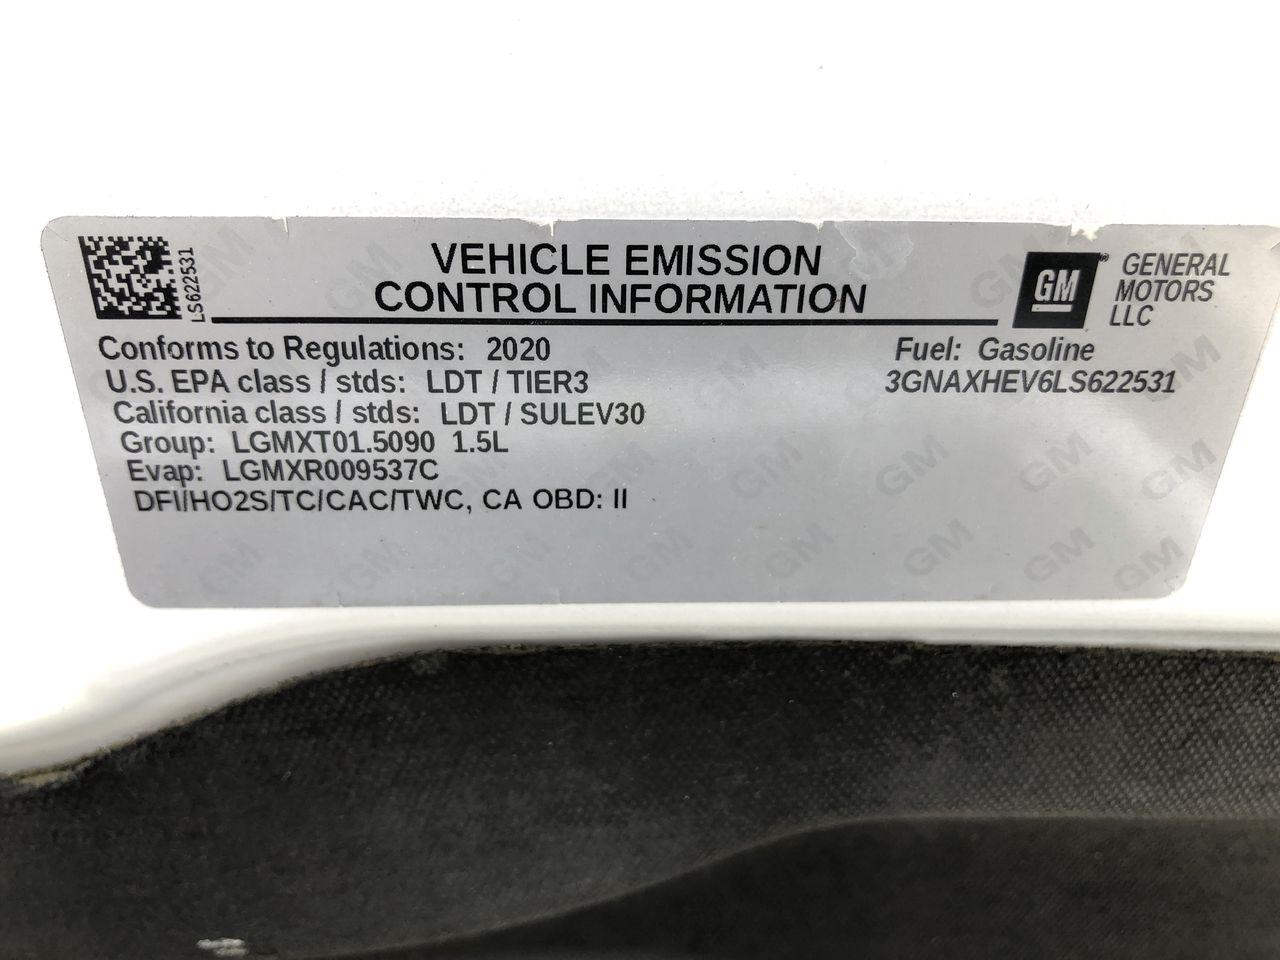 LS622531
VEHICLE EMISSION
CONTROL INFORMATION
GM® GENERAL
MOTORS
LLC
Conforms to Regulations: 2020
Fuel: Gasoline
U.S. EPA class / stds: LDT / TIER3
3GNAXHEV6LS622531
California class / stds: LDT / SULEV30
Group: LGMXT01.5090 1.5L
Evap: LGMXR009537C
DFI/HO2S/TC/CAC/TWC, CA OBD: II